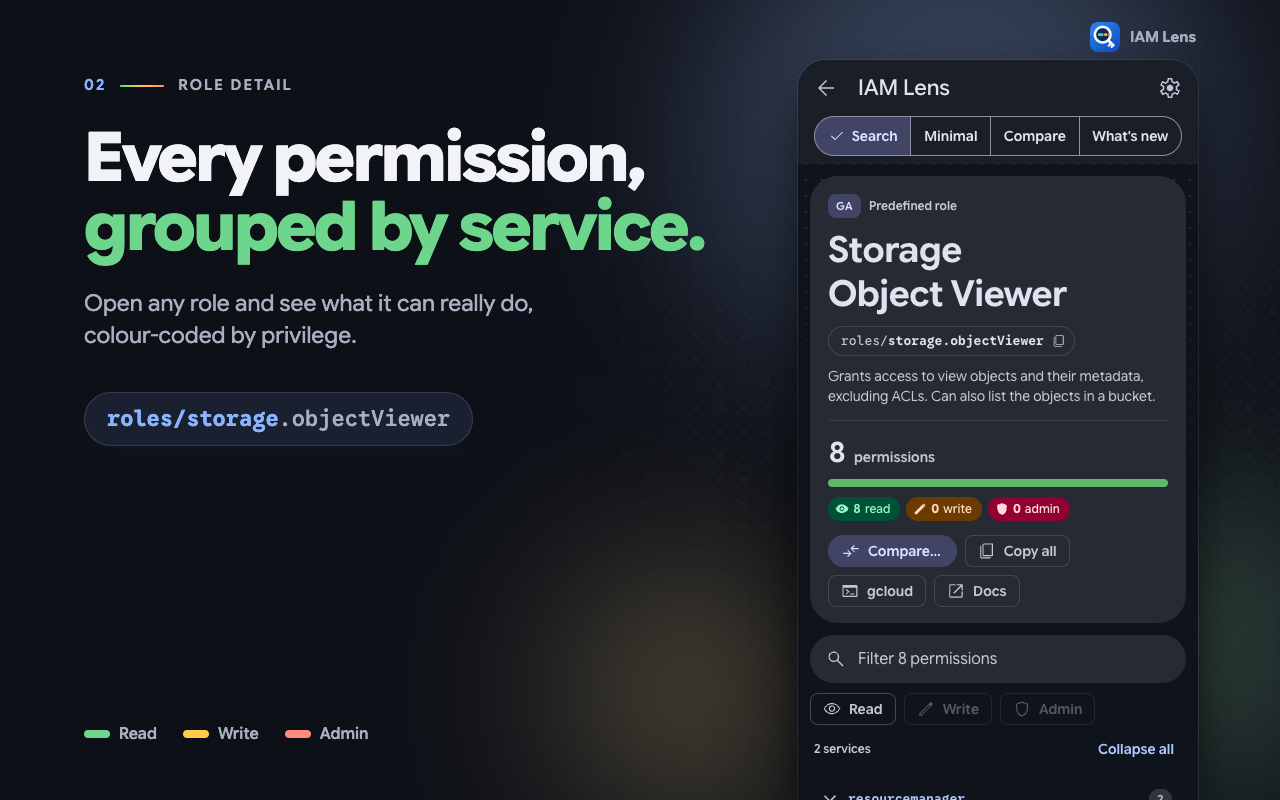 IAM Lens
02 ROLE DETAIL
Every permission,
grouped by service.
Open any role and see what it can really do,
colour-coded by privilege.
roles/storage.objectViewer
Read Write Admin
IAM Lens
Search Minimal Compare What's new
GA Predefined role
Storage
Object Viewer
roles/storage.objectViewer
Grants access to view objects and their metadata,
excluding ACLs. Can also list the objects in a bucket.
8 permissions
8 read 0 write 0 admin
Compare... Copy all
gcloud Docs
Filter 8 permissions
Read Write Admin
2 services Collapse all
resourcemanager 2